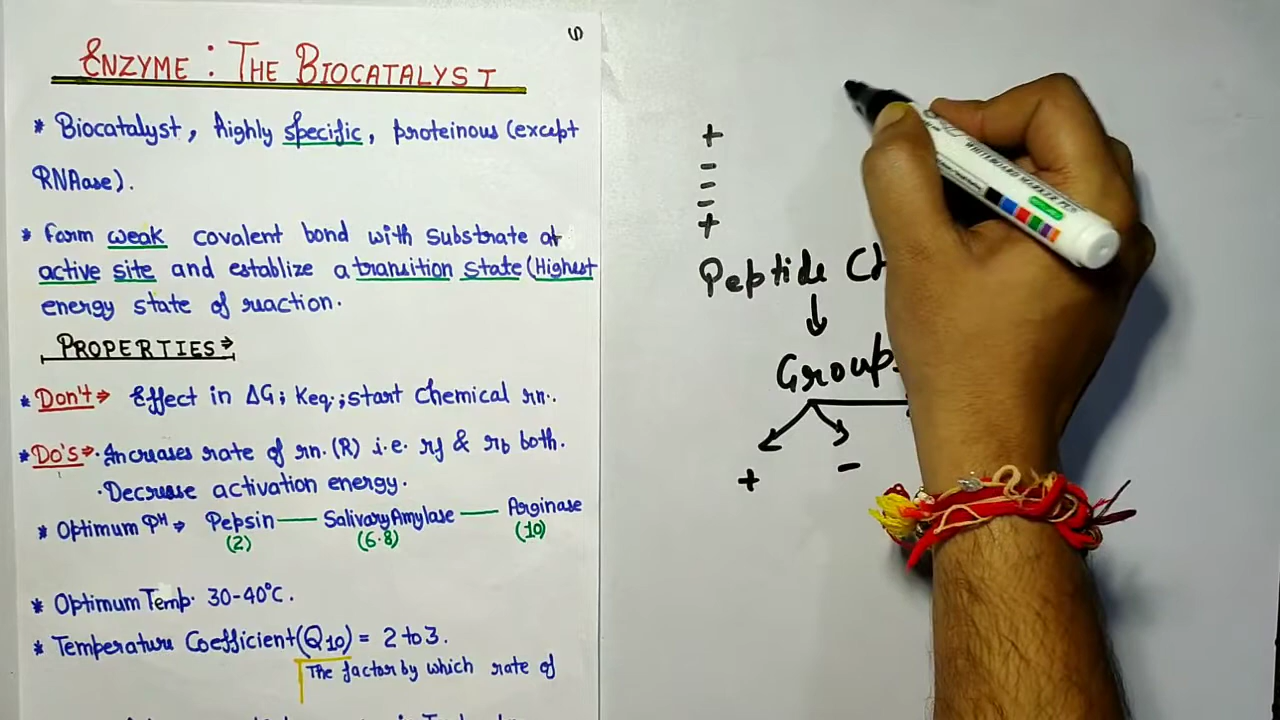 ENZYME : THE BIOCATALYST
* Biocatalyst, Highly specific, proteinous (except
RNAase).
* form weak covalent bond with substrate at
active site and establize a transition state (Highest
energy state of reaction.
PROPERTIES→
* Don't→ Effect in ΔG; Keq.; start chemical rn..
* Do's→ • Increases rate of rn. (R) i.e. rf & rb both.
• Decrease activation energy.
* Optimum PH ⇒ Pepsin — Salivary Amylase — Arginase
(2) (6.8) (10)
* Optimum Temp. 30-40°C.
* Temperature Coefficient (Q10) = 2 to 3.
The factor by which rate of
+
-
-
-
+
Peptide Ch
↓
Groups
+ -
WHITEBOARD MARKER